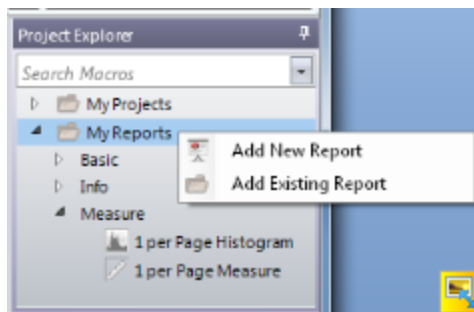 Project Explorer
Search Macros
My Projects
My Reports
Add New Report
Basic
Add Existing Report
Info
Measure
1 per Page Histogram
1 per Page Measure